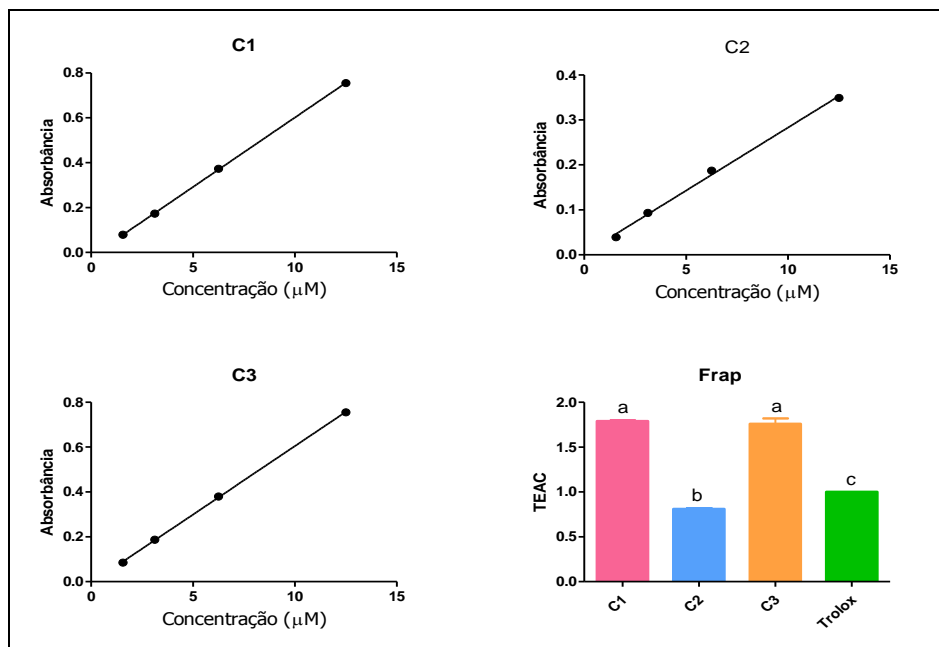 C1
Absorbância
0.8
0.6
0.4
0.2
0.0
0 5 10 15
Concentração (μM)
C2
Absorbância
0.4
0.3
0.2
0.1
0.0
0 5 10 15
Concentração (μM)
C3
Absorbância
0.8
0.6
0.4
0.2
0.0
0 5 10 15
Concentração (μM)
Frap
TEAC
2.0
1.5
1.0
0.5
0.0
a
b
a
c
C1
C2
C3
Trolox